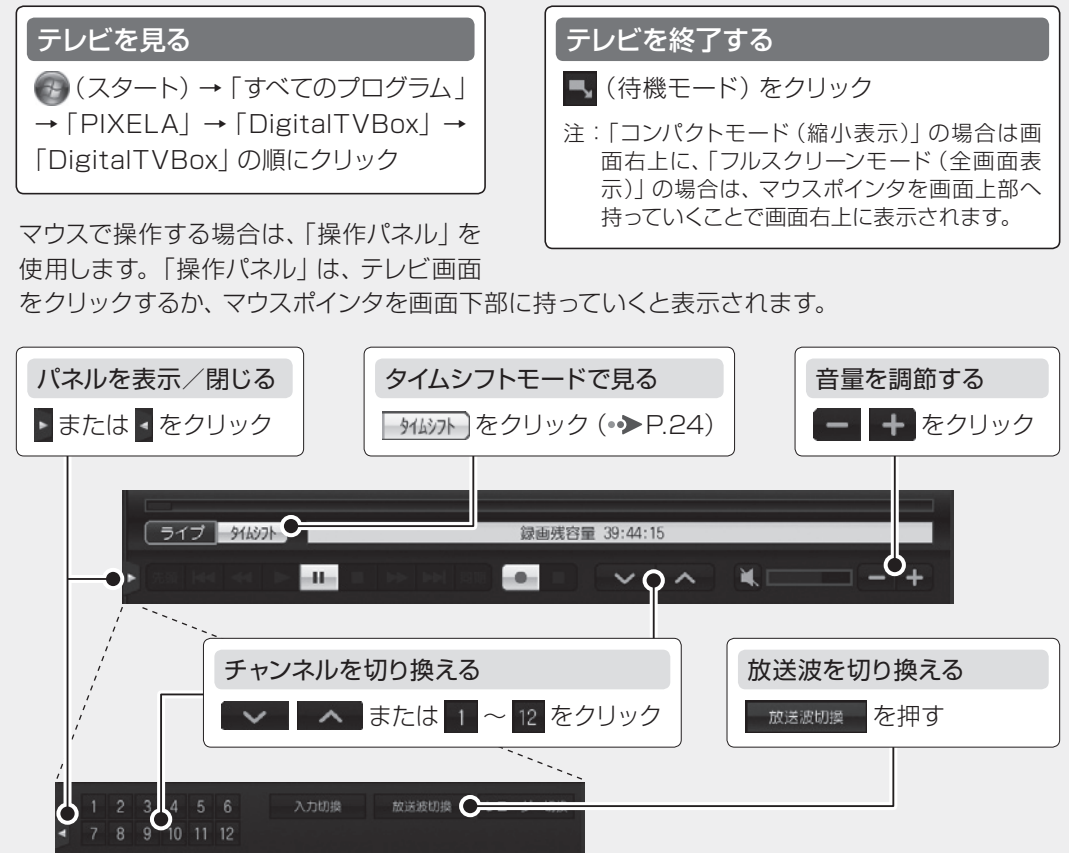 テレビを見る
(スタート) → 「すべてのプログラム」
→ 「PIXELA」 → 「DigitalTVBox」 →
「DigitalTVBox」の順にクリック
テレビを終了する
(待機モード) をクリック
注：「コンパクトモード (縮小表示)」の場合は画
面右上に、「フルスクリーンモード (全画面表
示)」の場合は、マウスポインタを画面上部へ
持っていくことで画面右上に表示されます。
マウスで操作する場合は、「操作パネル」を
使用します。「操作パネル」は、テレビ画面
をクリックするか、マウスポインタを画面下部に持っていくと表示されます。
パネルを表示／閉じる
または をクリック
タイムシフトモードで見る
タイムシフト をクリック (P.24)
音量を調節する
− + をクリック
ライブ タイムシフト 録画残容量 39:44:15
− +
チャンネルを切り換える
または 1 ～ 12 をクリック
放送波を切り換える
放送波切換 を押す
1 2 3 4 5 6 入力切換 放送波切換
7 8 9 10 11 12